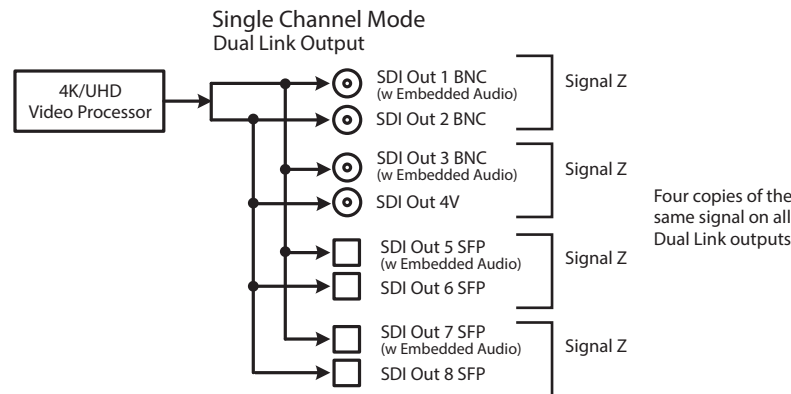 Single Channel Mode
Dual Link Output
4K/UHD
Video Processor
SDI Out 1 BNC
(w Embedded Audio)
SDI Out 2 BNC
Signal Z
SDI Out 3 BNC
(w Embedded Audio)
SDI Out 4V
Signal Z
Four copies of the
same signal on all
Dual Link outputs
SDI Out 5 SFP
(w Embedded Audio)
SDI Out 6 SFP
Signal Z
SDI Out 7 SFP
(w Embedded Audio)
SDI Out 8 SFP
Signal Z